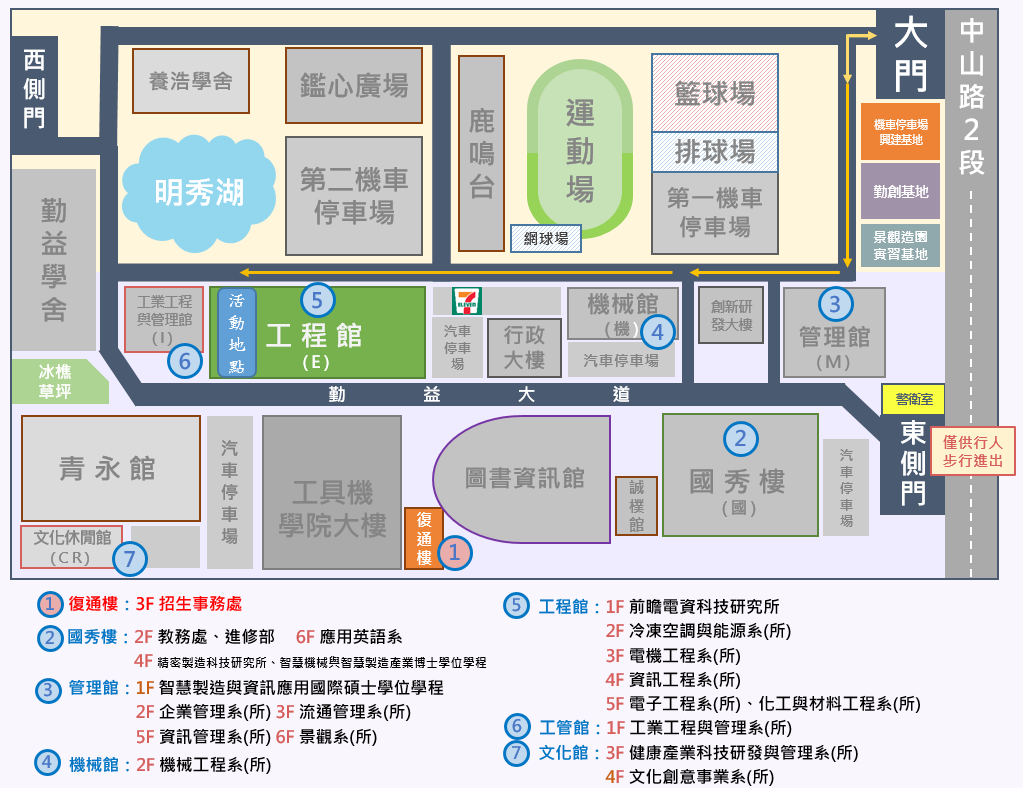 大門
中山路2段
西側門
養浩學舍
鑑心廣場
鹿鳴台
運動場
籃球場
排球場
第一機車
停車場
機車停車場
興建基地
勤創基地
景觀造園
實習基地
明秀湖
第二機車
停車場
網球場
勤益學舍
工業工程
與管理館
(I)
6
活動地點
5
工程館
(E)
7
ELEVEN
汽車
停車
場
行政
大樓
機械館
(機)
4
汽車停車場
創新研
發大樓
3
管理館
(M)
冰樵
草坪
勤益大道
警衛室
東側門
僅供行人
步行進出
青永館
汽車停車場
工具機
學院大樓
圖書資訊館
復通樓
1
誠樸館
2
國秀樓
(國)
汽車停車場
文化休閒館
(CR)
7
1 復通樓：3F 招生事務處
2 國秀樓：2F 教務處、進修部 6F 應用英語系
4F 精密製造科技研究所、智慧機械與智慧製造產業博士學位學程
3 管理館：1F 智慧製造與資訊應用國際碩士學位學程
2F 企業管理系(所) 3F 流通管理系(所)
5F 資訊管理系(所) 6F 景觀系(所)
4 機械館：2F 機械工程系(所)
5 工程館：1F 前瞻電資科技研究所
2F 冷凍空調與能源系(所)
3F 電機工程系(所)
4F 資訊工程系(所)
5F 電子工程系(所)、化工與材料工程系(所)
6 工管館：1F 工業工程與管理系(所)
7 文化館：3F 健康產業科技研發與管理系(所)
4F 文化創意事業系(所)